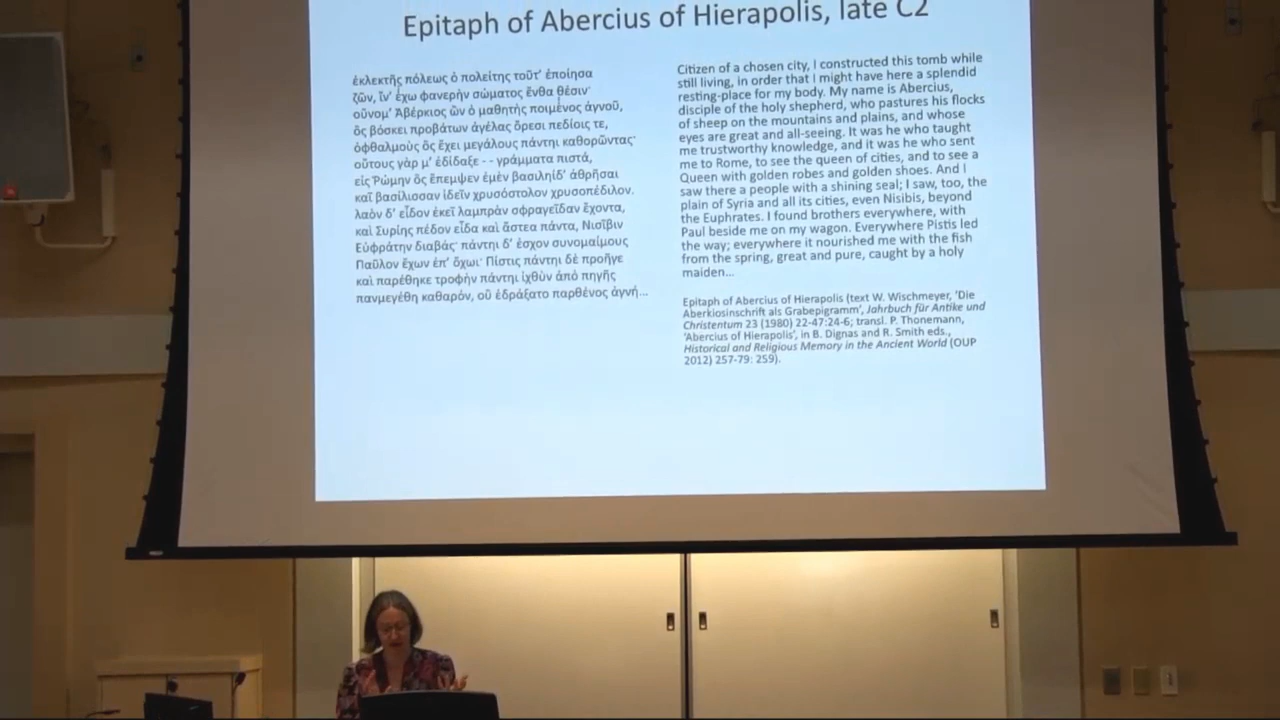 Epitaph of Abercius of Hierapolis, late C2
ἐκλεκτῆς πόλεως ὁ πολείτης τοῦτ' ἐποίησα
ζῶν, ἵν' ἔχω φανερὴν σώματος ἔνθα θέσιν·
οὔνομ' Ἀβέρκιος ὢν ὁ μαθητὴς ποιμένος ἁγνοῦ,
ὃς βόσκει προβάτων ἀγέλας ὄρεσι πεδίοις τε,
ὀφθαλμοὺς ὃς ἔχει μεγάλους πάντηι καθορῶντας·
οὗτος γάρ μ' ἐδίδαξε - - γράμματα πιστά,
εἰς Ῥώμην ὃς ἔπεμψεν ἐμὲν βασιληίδ' ἀθρῆσαι
καὶ βασίλισσαν ἰδεῖν χρυσόστολον χρυσοπέδιλον.
λαὸν δ' εἶδον ἐκεῖ λαμπρὰν σφραγεῖδαν ἔχοντα,
καὶ Συρίης πέδον εἶδα καὶ ἄστεα πάντα, Νισῖβιν
Εὐφράτην διαβάς· πάντηι δ' ἔσχον συνομαίμους
Παῦλον ἔχων ἐπ' ὄχωι· Πίστις πάντηι δὲ προῆγε
καὶ παρέθηκε τροφὴν πάντηι ἰχθὺν ἀπὸ πηγῆς
πανμεγέθη καθαρόν, οὗ ἐδράξατο παρθένος ἁγνή...
Citizen of a chosen city, I constructed this tomb while
still living, in order that I might have here a splendid
resting-place for my body. My name is Abercius,
disciple of the holy shepherd, who pastures his flocks
of sheep on the mountains and plains, and whose
eyes are great and all-seeing. It was he who taught
me trustworthy knowledge, and it was he who sent
me to Rome, to see the queen of cities, and to see a
Queen with golden robes and golden shoes. And I
saw there a people with a shining seal; I saw, too, the
plain of Syria and all its cities, even Nisibis, beyond
the Euphrates. I found brothers everywhere, with
Paul beside me on my wagon. Everywhere Pistis led
the way; everywhere it nourished me with the fish
from the spring, great and pure, caught by a holy
maiden...
Epitaph of Abercius of Hierapolis (text W. Wischmeyer, 'Die
Aberkiosinschrift als Grabepigramm', Jahrbuch für Antike und
Christentum 23 (1980) 22-47:24-6; transl. P. Thonemann,
'Abercius of Hierapolis', in B. Dignas and R. Smith eds.,
Historical and Religious Memory in the Ancient World (OUP
2012) 257-79: 259).